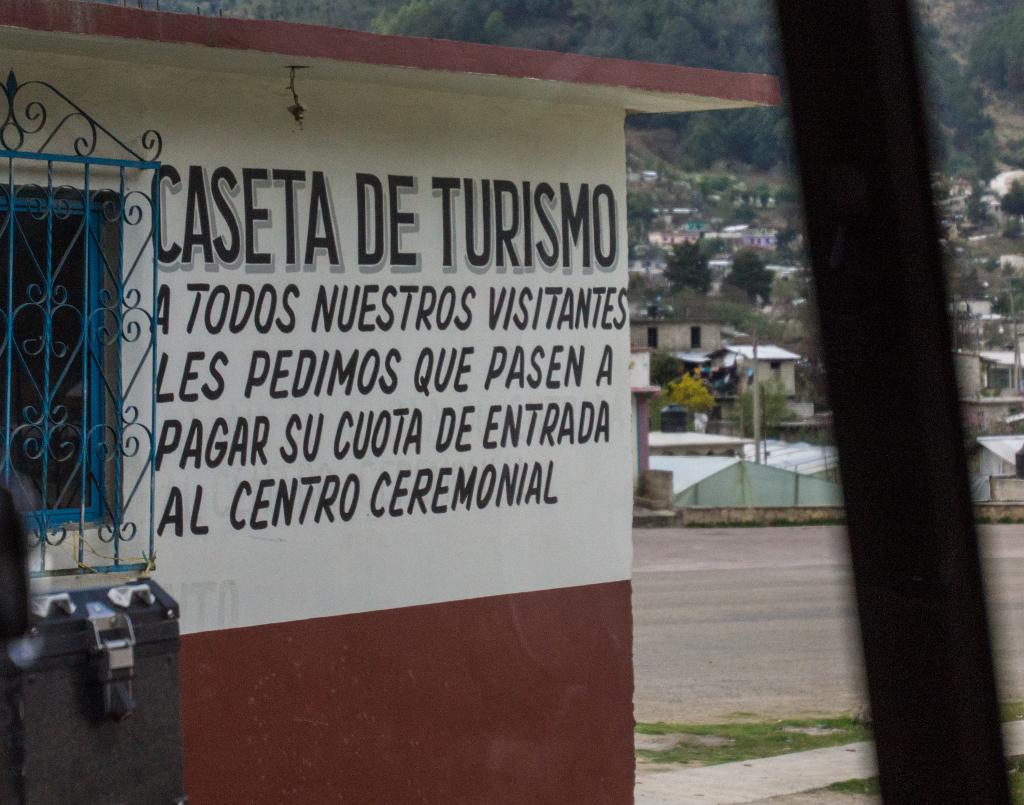 CASETA DE TURISMO
A TODOS NUESTROS VISITANTES
LES PEDIMOS QUE PASEN A
PAGAR SU CUOTA DE ENTRADA
AL CENTRO CEREMONIAL